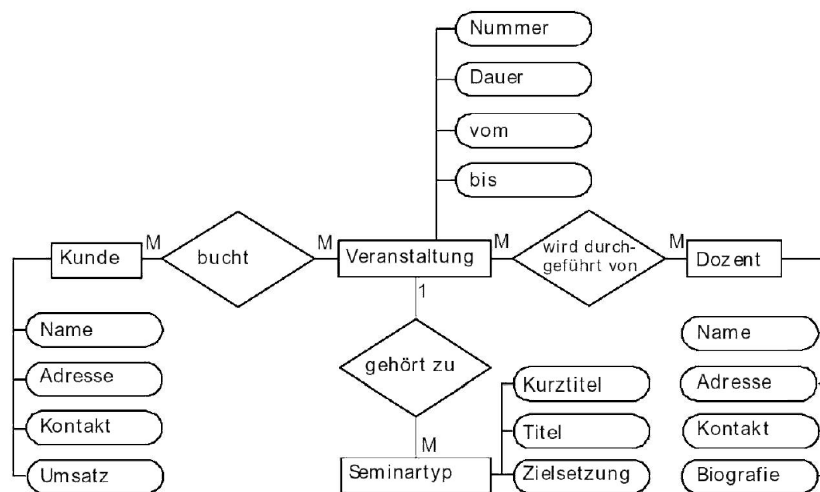 Nummer
Dauer
vom
bis
Kunde
M
bucht
M
Veranstaltung
M
wird durch-
geführt von
M
Dozent
1
Name
Adresse
Kontakt
Umsatz
gehört zu
M
Seminartyp
Kurztitel
Titel
Zielsetzung
Name
Adresse
Kontakt
Biografie